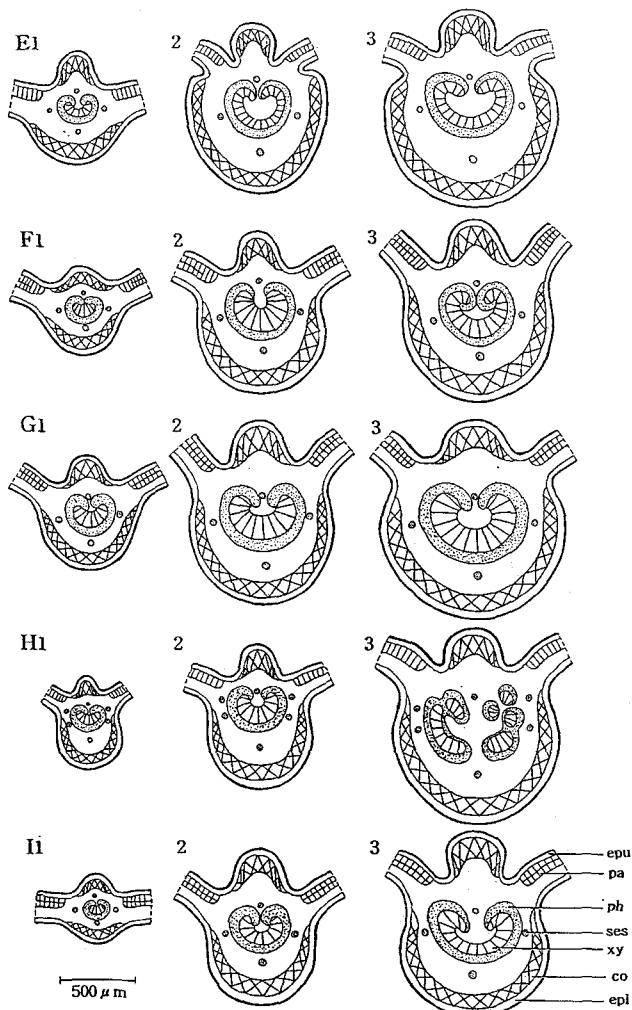 E1 2 3
F1 2 3
G1 2 3
H1 2 3
I1 2 3
epu
pa
ph
ses
xy
co
epl
500 μm